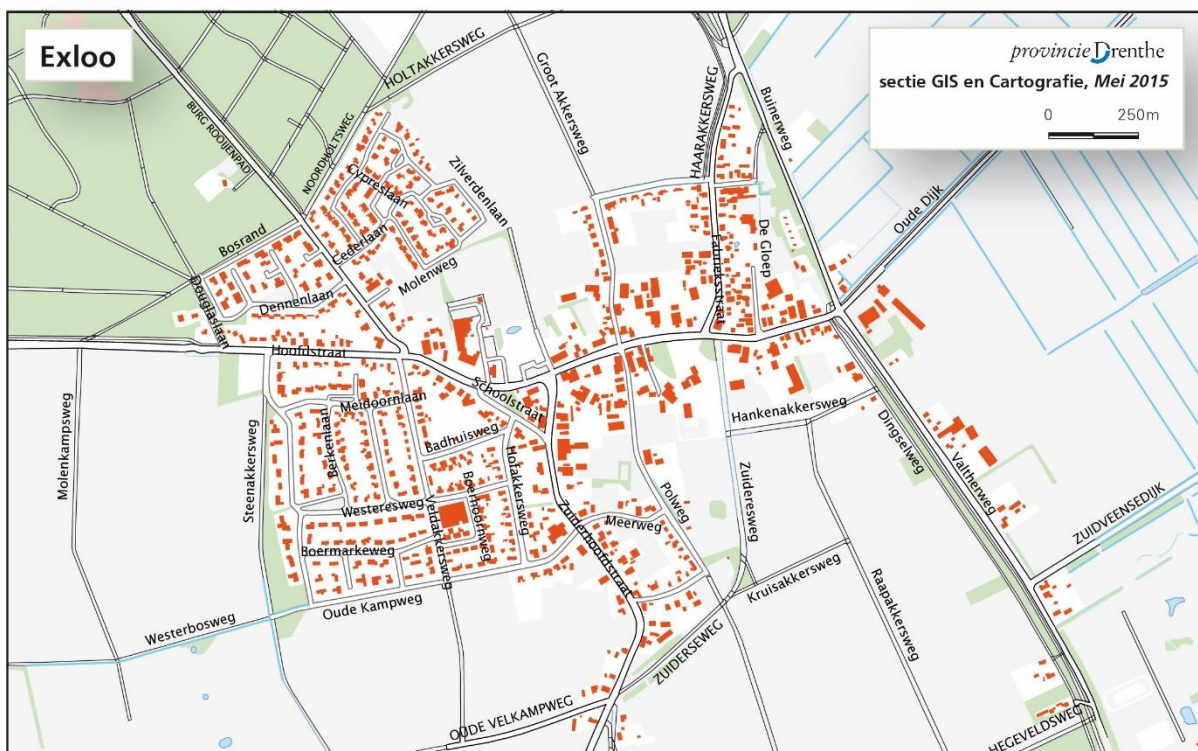 Exloo
provincie Drenthe
sectie GIS en Cartografie, Mei 2015
0 250m
HOLTAKKERSWEG
Groot Akkersweg
HAARAKKERSWEG
Buinerweg
BURG ROOIJENPAD
NOORDHOLTSWEG
Cypreslaan
Zilverdenlaan
Oude Dijk
Bosrand
Cederlaan
Molenweg
Fabrieksstraat
De Gloep
Douglaslaan
Dennenlaan
Hoofdstraat
Schoolstraat
Molenkampsweg
Meidoornlaan
Hankenakkersweg
Dingselweg
Berkenlaan
Badhuisweg
Hofakkersweg
Steenakkersweg
Valtherweg
Westeresweg
Veldakkersweg
Boerhoornweg
Polweg
Zuideresweg
Boermarkeweg
Meerweg
Zuiderhoofdstraat
ZUIDVEENSEDIJK
Oude Kampweg
Kruisakkersweg
Raapakkersweg
Westerbosweg
ZUIDERSEWEG
OUDE VELKAMPWEG
HEGEVELDSWEG